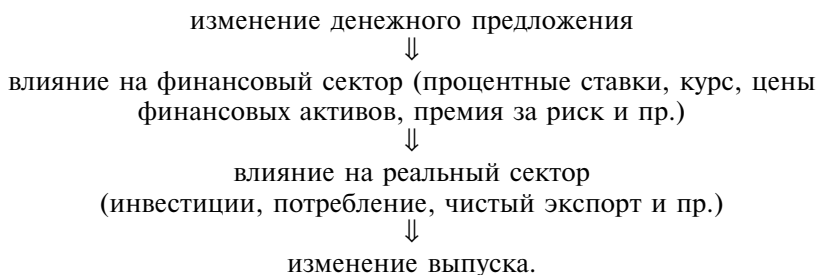 изменение денежного предложения
⇓
влияние на финансовый сектор (процентные ставки, курс, цены
финансовых активов, премия за риск и пр.)
⇓
влияние на реальный сектор
(инвестиции, потребление, чистый экспорт и пр.)
⇓
изменение выпуска.